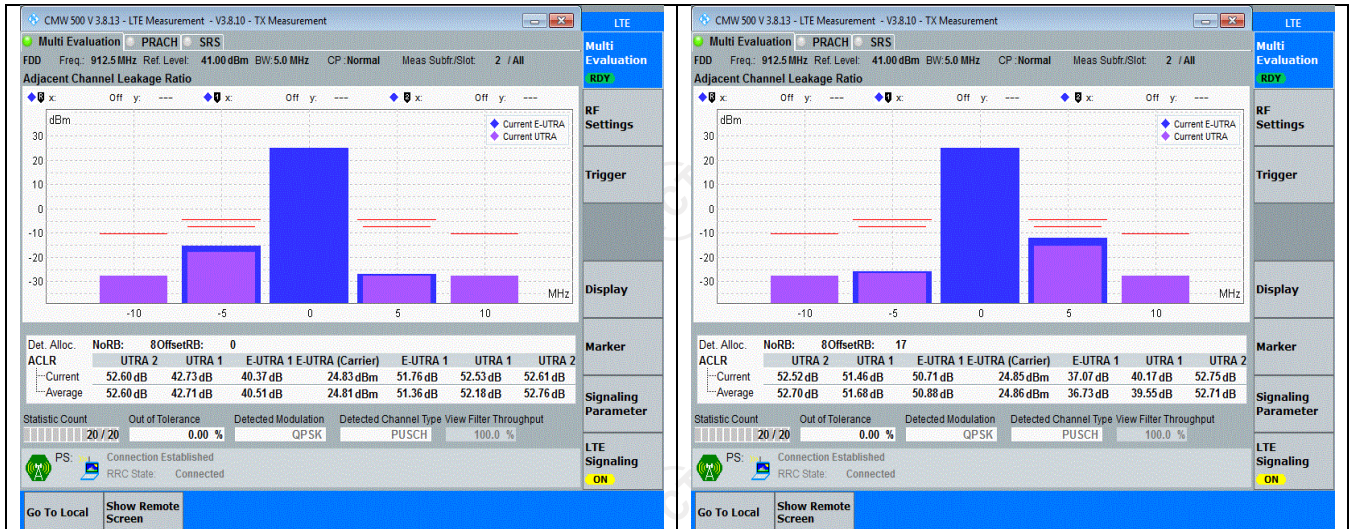 CMW 500 V 3.8.13 - LTE Measurement - V3.8.10 - TX Measurement
LTE
Multi Evaluation PRACH SRS
Multi Evaluation
RDY
FDD Freq.: 912.5 MHz Ref. Level: 41.00 dBm BW: 5.0 MHz CP :Normal Meas Subfr./Slot: 2 / All
Adjacent Channel Leakage Ratio
x: Off y: --- x: Off y: --- x: Off y: ---
dBm
Current E-UTRA
Current UTRA
30
20
10
0
-10
-20
-30
MHz
-10 -5 0 5 10
RF Settings
Trigger
Display
Marker
Signaling Parameter
LTE Signaling
ON
Det. Alloc. NoRB: 8 OffsetRB: 0
ACLR UTRA 2 UTRA 1 E-UTRA 1 E-UTRA (Carrier) E-UTRA 1 UTRA 1 UTRA 2
Current 52.60 dB 42.73 dB 40.37 dB 24.83 dBm 51.76 dB 52.53 dB 52.61 dB
Average 52.60 dB 42.71 dB 40.51 dB 24.81 dBm 51.36 dB 52.18 dB 52.76 dB
Statistic Count Out of Tolerance Detected Modulation Detected Channel Type View Filter Throughput
20 / 20 0.00 % QPSK PUSCH 100.0 %
PS: Connection Established
RRC State: Connected
Go To Local
Show Remote Screen
CMW 500 V 3.8.13 - LTE Measurement - V3.8.10 - TX Measurement
LTE
Multi Evaluation PRACH SRS
Multi Evaluation
RDY
FDD Freq.: 912.5 MHz Ref. Level: 41.00 dBm BW: 5.0 MHz CP :Normal Meas Subfr./Slot: 2 / All
Adjacent Channel Leakage Ratio
x: Off y: --- x: Off y: --- x: Off y: ---
dBm
Current E-UTRA
Current UTRA
30
20
10
0
-10
-20
-30
MHz
-10 -5 0 5 10
RF Settings
Trigger
Display
Marker
Signaling Parameter
LTE Signaling
ON
Det. Alloc. NoRB: 8 OffsetRB: 17
ACLR UTRA 2 UTRA 1 E-UTRA 1 E-UTRA (Carrier) E-UTRA 1 UTRA 1 UTRA 2
Current 52.52 dB 51.46 dB 50.71 dB 24.85 dBm 37.07 dB 40.17 dB 52.75 dB
Average 52.70 dB 51.68 dB 50.88 dB 24.86 dBm 36.73 dB 39.55 dB 52.71 dB
Statistic Count Out of Tolerance Detected Modulation Detected Channel Type View Filter Throughput
20 / 20 0.00 % QPSK PUSCH 100.0 %
PS: Connection Established
RRC State: Connected
Go To Local
Show Remote Screen